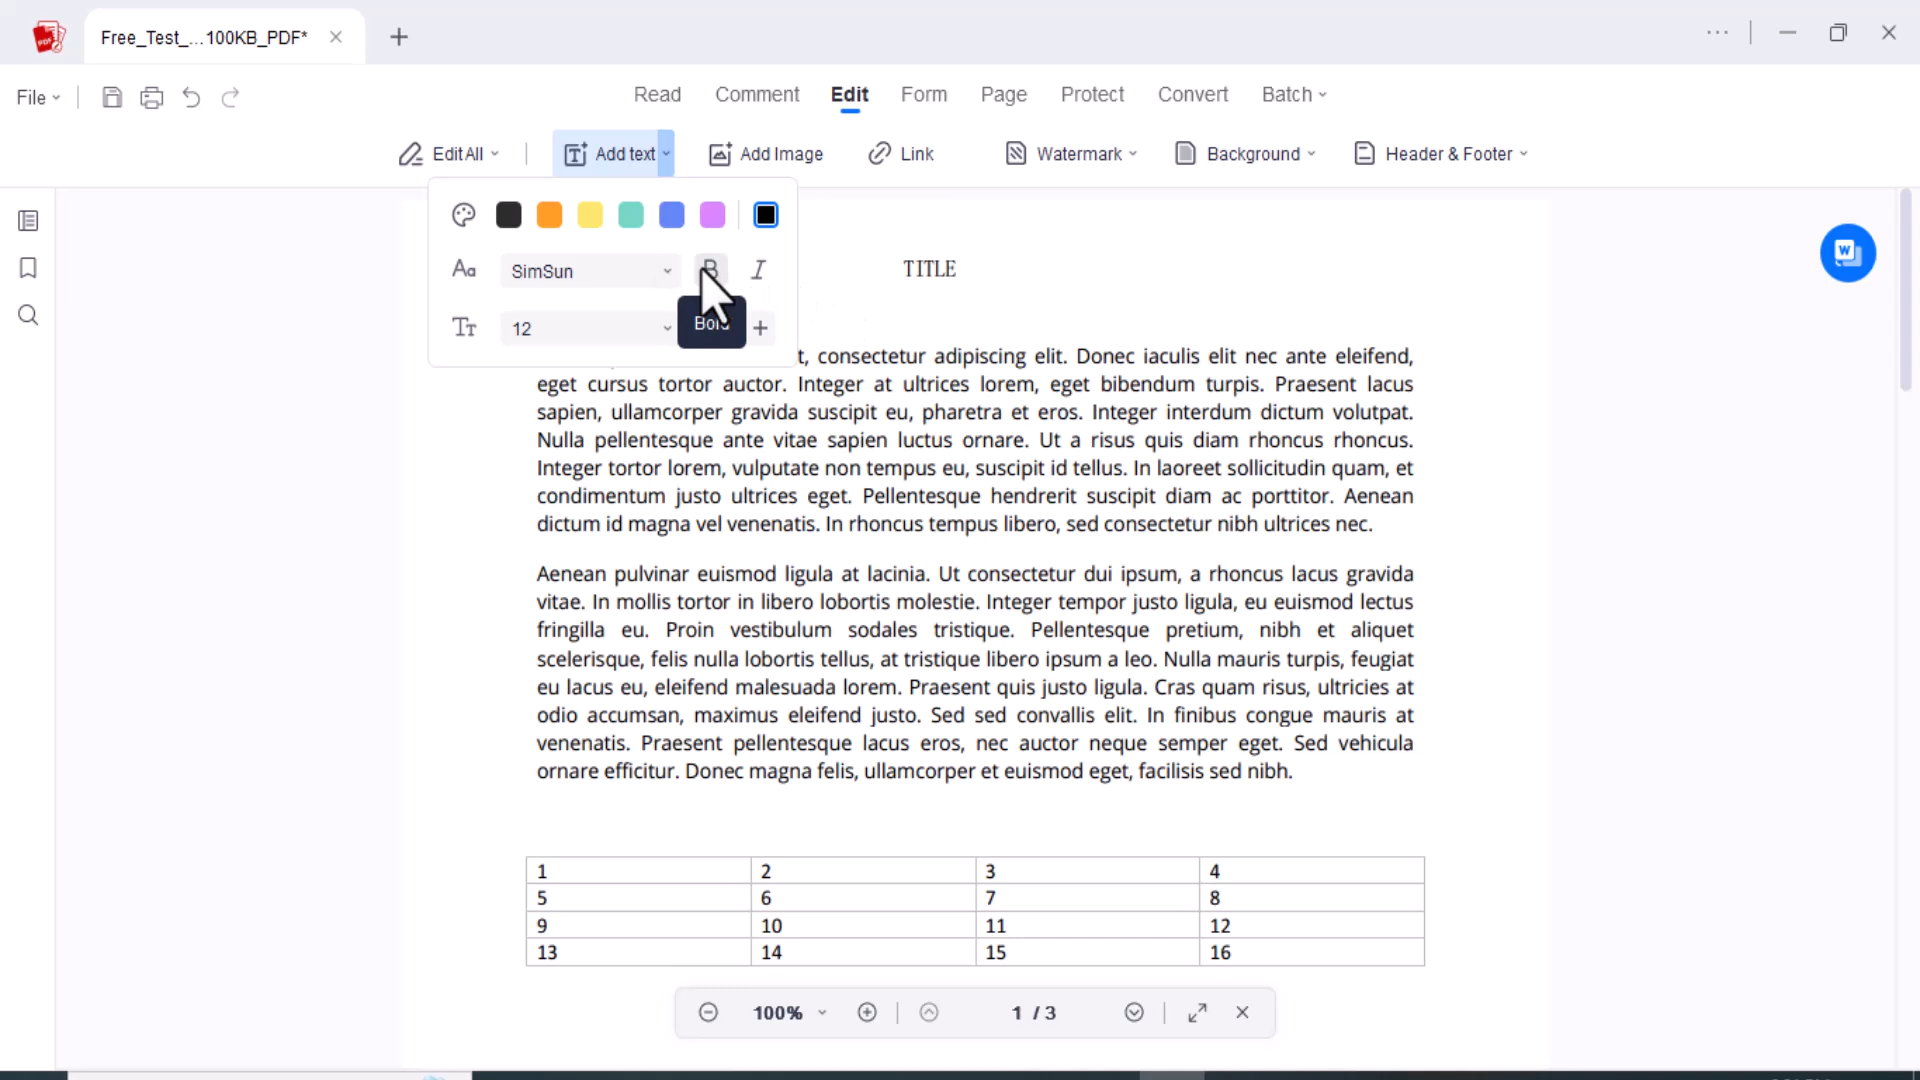 Free_Test_...100KB_PDF*
File
Read Comment Edit Form Page Protect Convert Batch
Edit All Add text Add Image Link Watermark Background Header & Footer
SimSun B I
12
TITLE
t, consectetur adipiscing elit. Donec iaculis elit nec ante eleifend,
eget cursus tortor auctor. Integer at ultrices lorem, eget bibendum turpis. Praesent lacus
sapien, ullamcorper gravida suscipit eu, pharetra et eros. Integer interdum dictum volutpat.
Nulla pellentesque ante vitae sapien luctus ornare. Ut a risus quis diam rhoncus rhoncus.
Integer tortor lorem, vulputate non tempus eu, suscipit id tellus. In laoreet sollicitudin quam, et
condimentum justo ultrices eget. Pellentesque hendrerit suscipit diam ac porttitor. Aenean
dictum id magna vel venenatis. In rhoncus tempus libero, sed consectetur nibh ultrices nec.
Aenean pulvinar euismod ligula at lacinia. Ut consectetur dui ipsum, a rhoncus lacus gravida
vitae. In mollis tortor in libero lobortis molestie. Integer tempor justo ligula, eu euismod lectus
fringilla eu. Proin vestibulum sodales tristique. Pellentesque pretium, nibh et aliquet
scelerisque, felis nulla lobortis tellus, at tristique libero ipsum a leo. Nulla mauris turpis, feugiat
eu lacus eu, eleifend malesuada lorem. Praesent quis justo ligula. Cras quam risus, ultricies at
odio accumsan, maximus eleifend justo. Sed sed convallis elit. In finibus congue mauris at
venenatis. Praesent pellentesque lacus eros, nec auctor neque semper eget. Sed vehicula
ornare efficitur. Donec magna felis, ullamcorper et euismod eget, facilisis sed nibh.
1 2 3 4
5 6 7 8
9 10 11 12
13 14 15 16
100% 1 / 3